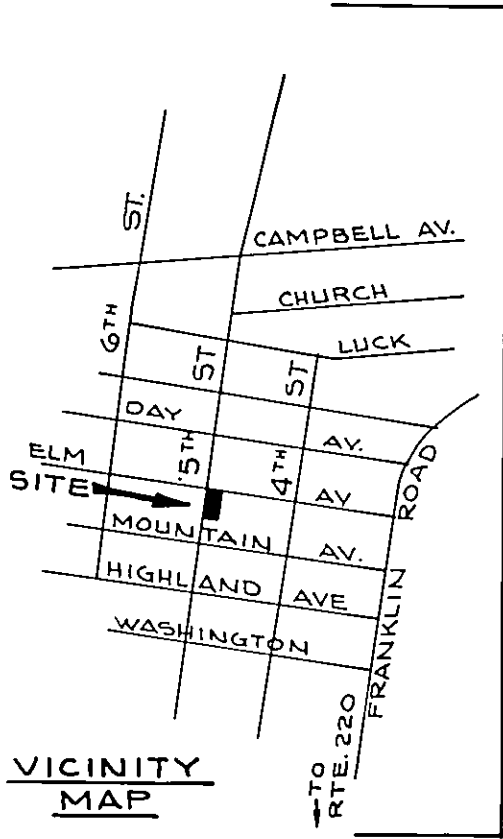 CAMPBELL AV.
CHURCH
LUCK
6TH ST.
5TH ST
4TH ST
DAY AV.
ELM AV
SITE
MOUNTAIN AV.
HIGHLAND AVE
WASHINGTON
FRANKLIN ROAD
TO
RTE. 220
VICINITY
MAP